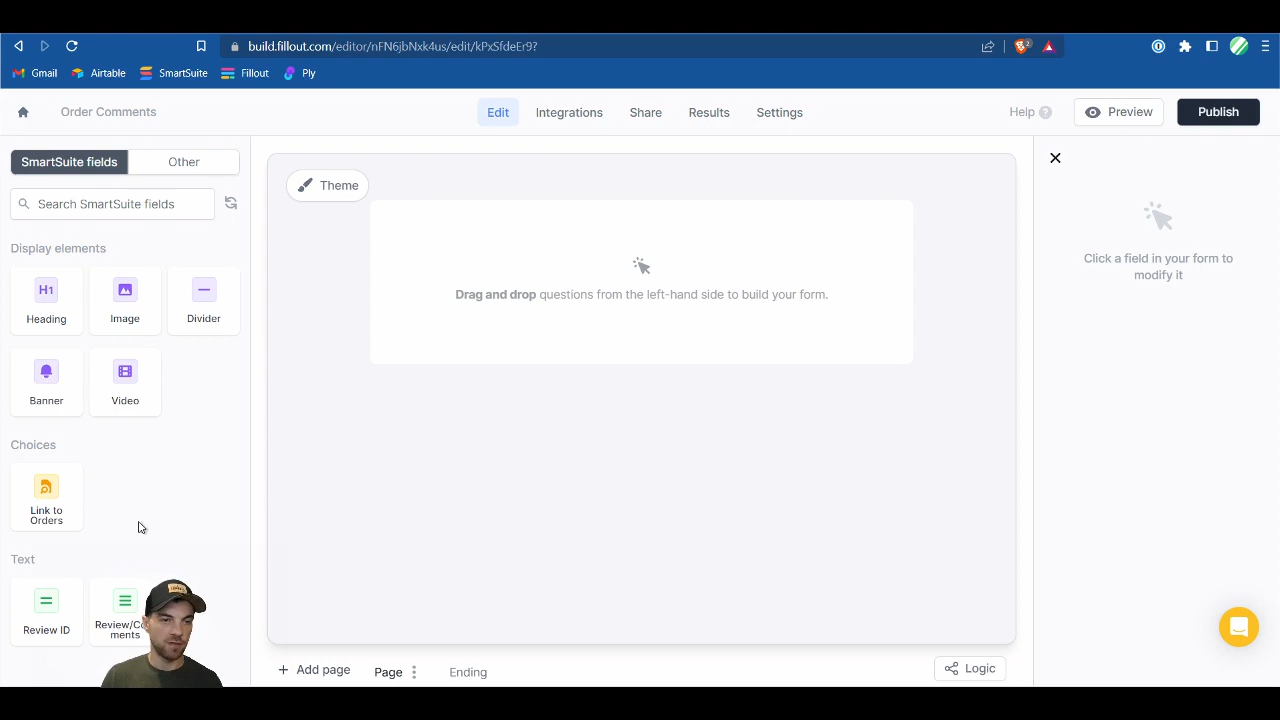 build.fillout.com/editor/nFN6jbNxk4us/edit/kPxSfdeEr9?
2
Gmail
Airtable
SmartSuite
Fillout
Ply
Order Comments
Edit
Integrations
Share
Results
Settings
Help ?
Preview
Publish
SmartSuite fields
Other
Search SmartSuite fields
Theme
Display elements
H1
Heading
Image
Divider
Banner
Video
Choices
Link to
Orders
Text
Review ID
ments
Drag and drop questions from the left-hand side to build your form.
Click a field in your form to
modify it
+ Add page
Page
Ending
Logic